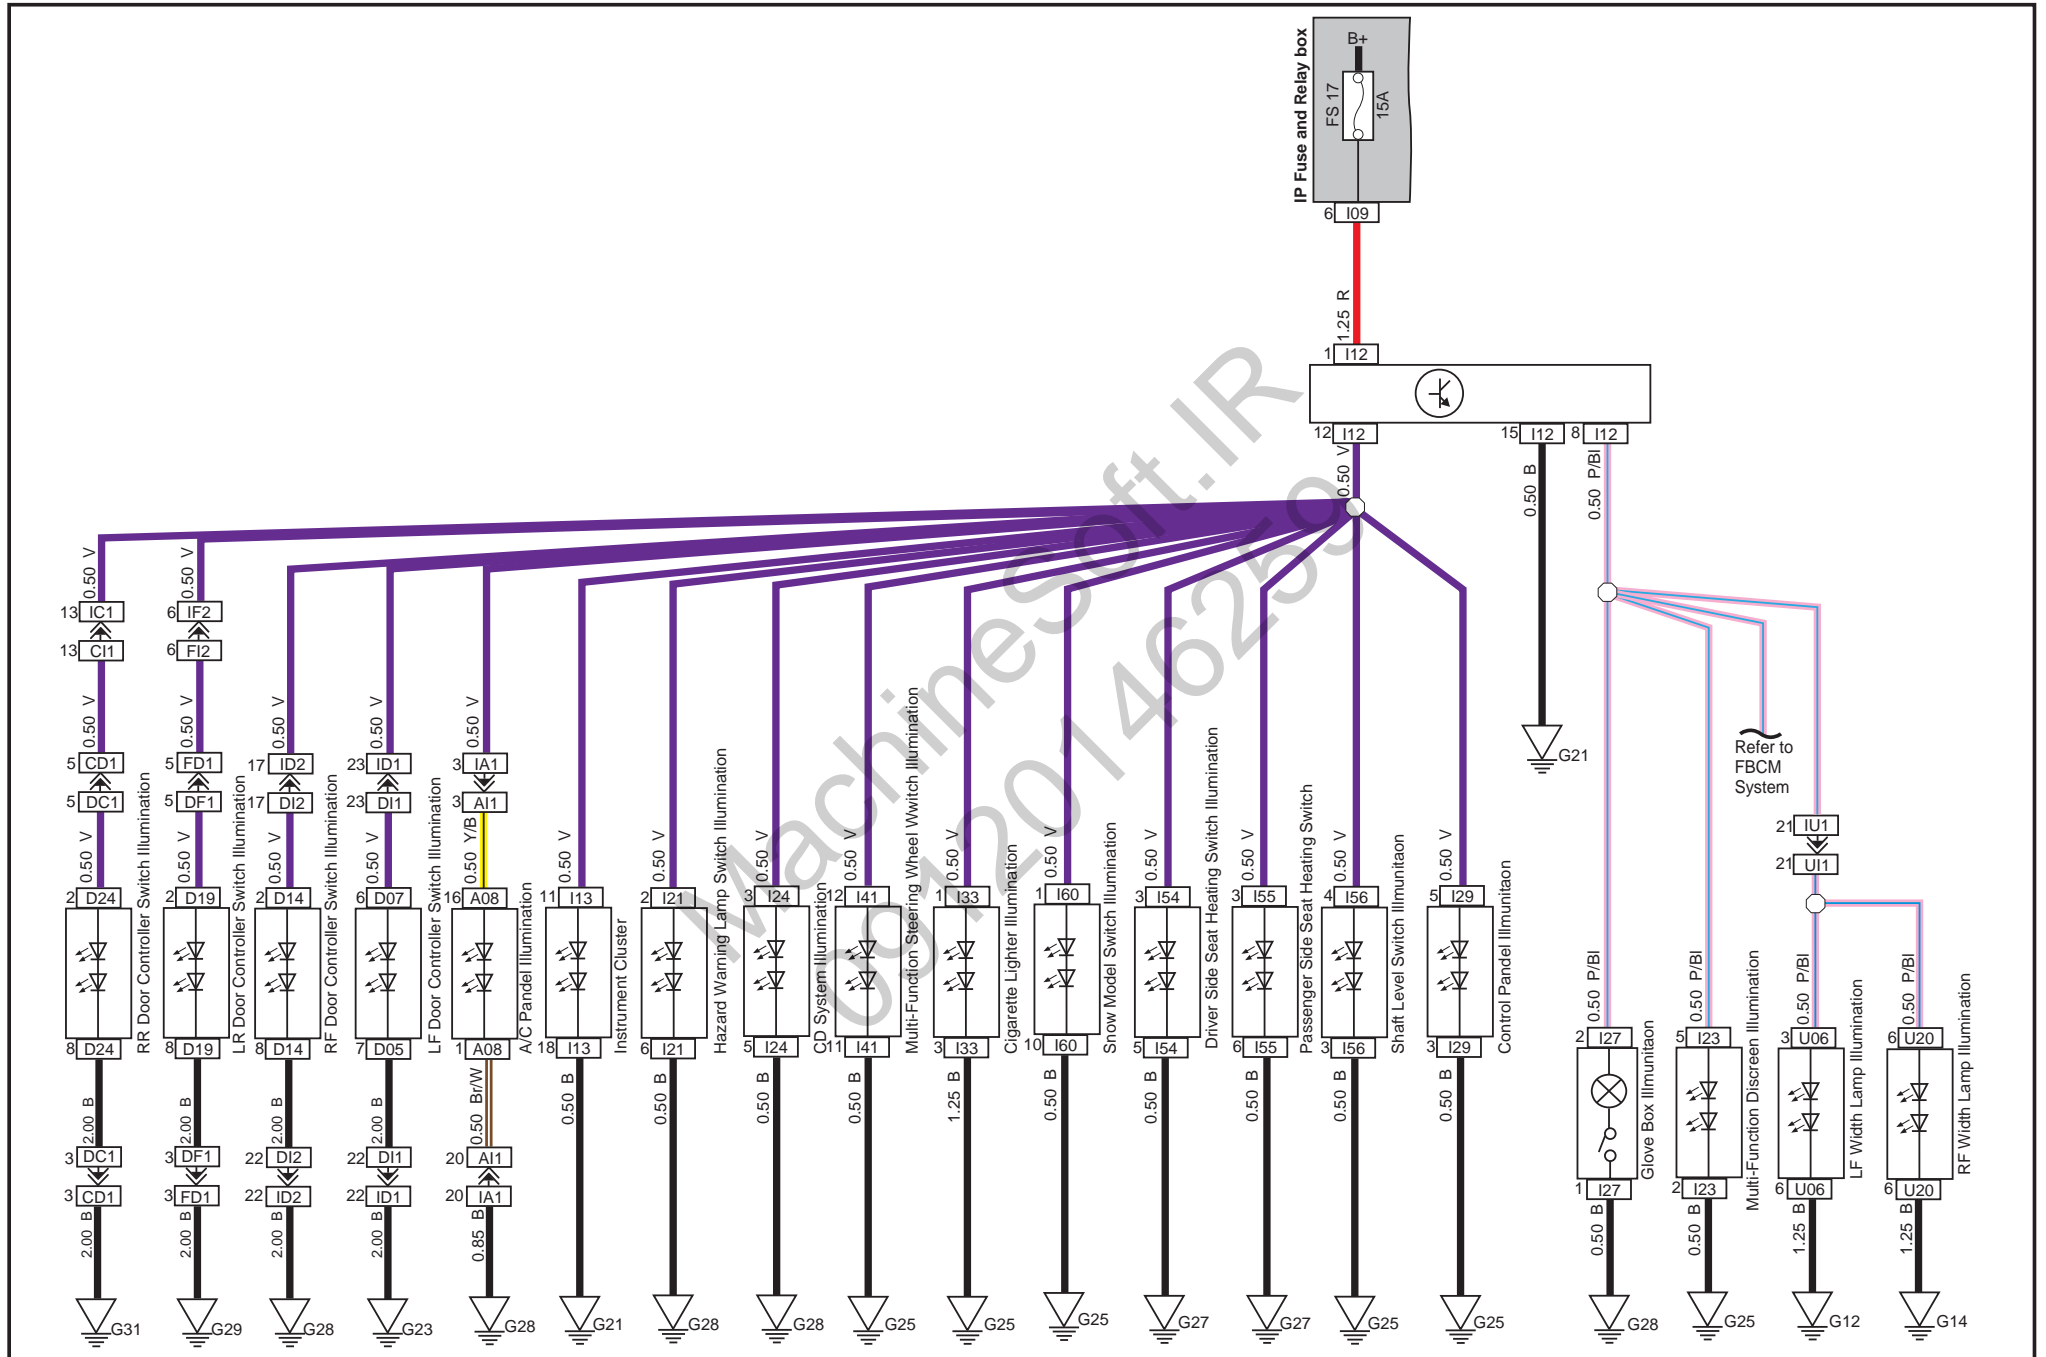 IP Fuse and Relay box
B+
FS 17
15A
6 I09
1.25 R
1 I12
12 I12
15 I12
8 I12
0.50 V
0.50 B
0.50 P/Bl
G21
Refer to
FBCM
System
0.50 V
0.50 V
13 IC1
6 IF2
13 CI1
6 FI2
0.50 V
0.50 V
0.50 V
0.50 V
0.50 V
5 CD1
5 FD1
17 ID2
23 ID1
3 IA1
5 DC1
5 DF1
17 DI2
23 DI1
3 AI1
21 IU1
21 UI1
0.50 V
0.50 V
0.50 V
0.50 V
0.50 Y/B
0.50 V
0.50 V
0.50 V
0.50 V
0.50 V
0.50 V
0.50 V
0.50 V
0.50 V
0.50 V
2 D24
2 D19
2 D14
6 D07
16 A08
11 I13
2 I21
3 I24
12 I41
1 I33
1 I60
3 I54
3 I55
4 I56
5 I29
RR Door Controller Switch Illumination
LR Door Controller Switch Illumination
RF Door Controller Switch Illumination
LF Door Controller Switch Illumination
A/C Pandel Illumination
Instrument Cluster
Hazard Warning Lamp Switch Illumination
CD System Illumination
Multi-Function Steering Wheel Wwitch Illumination
Cigarette Lighter Illumination
Snow Model Switch Illumination
Driver Side Seat Heating Switch Illumination
Passenger Side Seat Heating Switch
Shaft Level Switch Illmunitaon
Control Pandel Illmunitaon
8 D24
8 D19
8 D14
7 D05
1 A08
18 I13
6 I21
5 I24
11 I41
3 I33
10 I60
5 I54
6 I55
3 I56
3 I29
0.50 P/Bl
0.50 P/Bl
0.50 P/Bl
0.50 P/Bl
2 I27
5 I23
3 U06
6 U20
Glove Box Illmunitaon
Multi-Function Discreen Illumination
LF Width Lamp Illumination
RF Width Lamp Illumination
2.00 B
2.00 B
2.00 B
2.00 B
0.50 Br/W
0.50 B
0.50 B
0.50 B
0.50 B
1.25 B
0.50 B
0.50 B
0.50 B
0.50 B
0.50 B
3 DC1
3 DF1
22 DI2
22 DI1
20 AI1
3 CD1
3 FD1
22 ID2
22 ID1
20 IA1
1 I27
2 I23
6 U06
6 U20
2.00 B
2.00 B
2.00 B
2.00 B
0.85 B
0.50 B
0.50 B
1.25 B
1.25 B
G31
G29
G28
G23
G28
G21
G28
G28
G25
G25
G25
G27
G27
G25
G25
G28
G25
G12
G14
MachineSoft.IR
09120146259